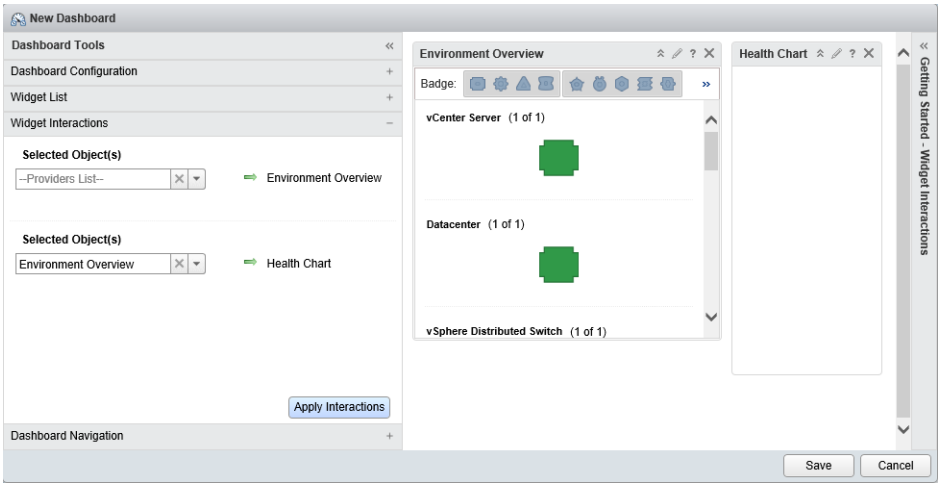 New Dashboard
Dashboard Tools
Dashboard Configuration
Widget List
Widget Interactions
Selected Object(s)
--Providers List--
Environment Overview
Selected Object(s)
Environment Overview
Health Chart
Apply Interactions
Dashboard Navigation
Environment Overview
Badge:
vCenter Server (1 of 1)
Datacenter (1 of 1)
vSphere Distributed Switch (1 of 1)
Health Chart
Getting Started - Widget Interactions
Save
Cancel